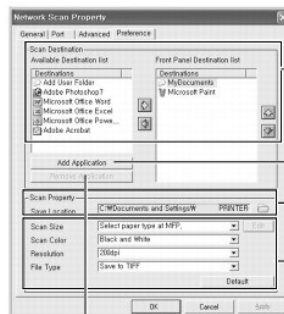 Network Scan Property
General Port Advanced Preference
Scan Destination
Available Destination list
Front Panel Destination list
Destinations
Add User Folder
Adobe Photoshop?
Microsoft Office Word
Microsoft Office Excel
Microsoft Office Powe...
Adobe Acrobat
Destinations
MyDocuments
Microsoft Paint
Add Application
Remove Application
Scan Property
Save Location C:\Documents and Settings\ PRINTER
Scan Size Select paper type at MFP. Edit
Scan Color Black and White
Resolution 200dpi
File Type Save to TIFF
Default
OK Cancel Apply